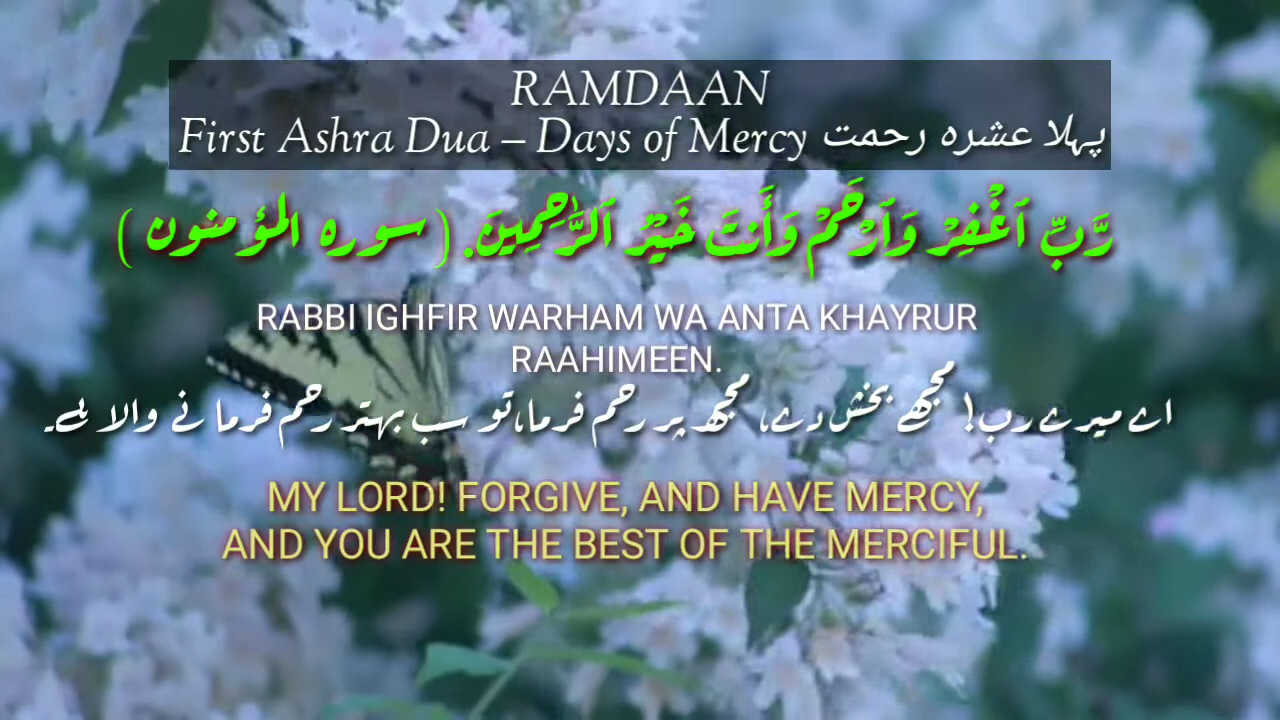 RAMDAAN
First Ashra Dua – Days of Mercy پہلا عشرہ رحمت
رَّبِّ ٱغْفِرْ وَٱرْحَمْ وَأَنتَ خَيْرُ ٱلرَّٰحِمِينَ. ( سورہ المؤمنون )
RABBI IGHFIR WARHAM WA ANTA KHAYRUR
RAAHIMEEN.
اے میرے رب! مجھے بخش دے، مجھ پر رحم فرما، تو سب بہتر رحم فرمانے والا ہے۔
MY LORD! FORGIVE, AND HAVE MERCY,
AND YOU ARE THE BEST OF THE MERCIFUL.